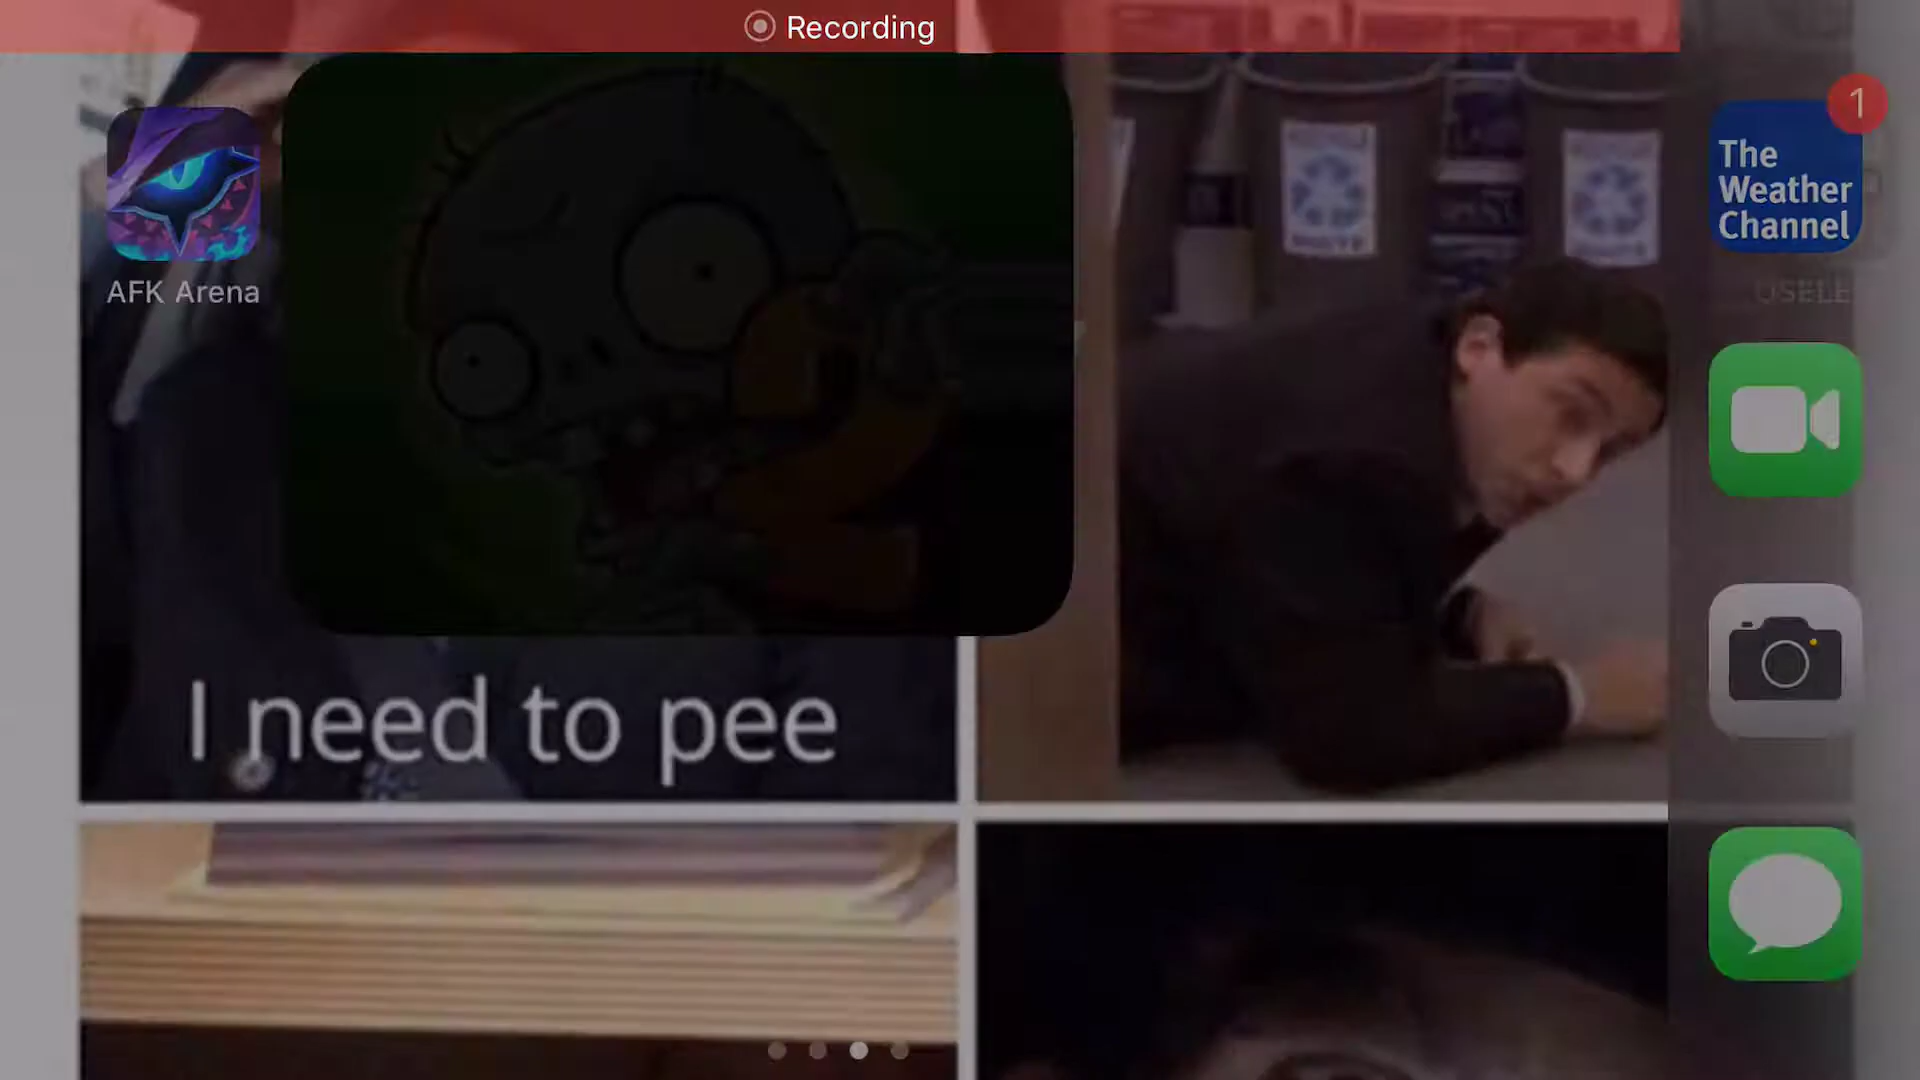 Recording
AFK Arena
1
The
Weather
Channel
I need to pee